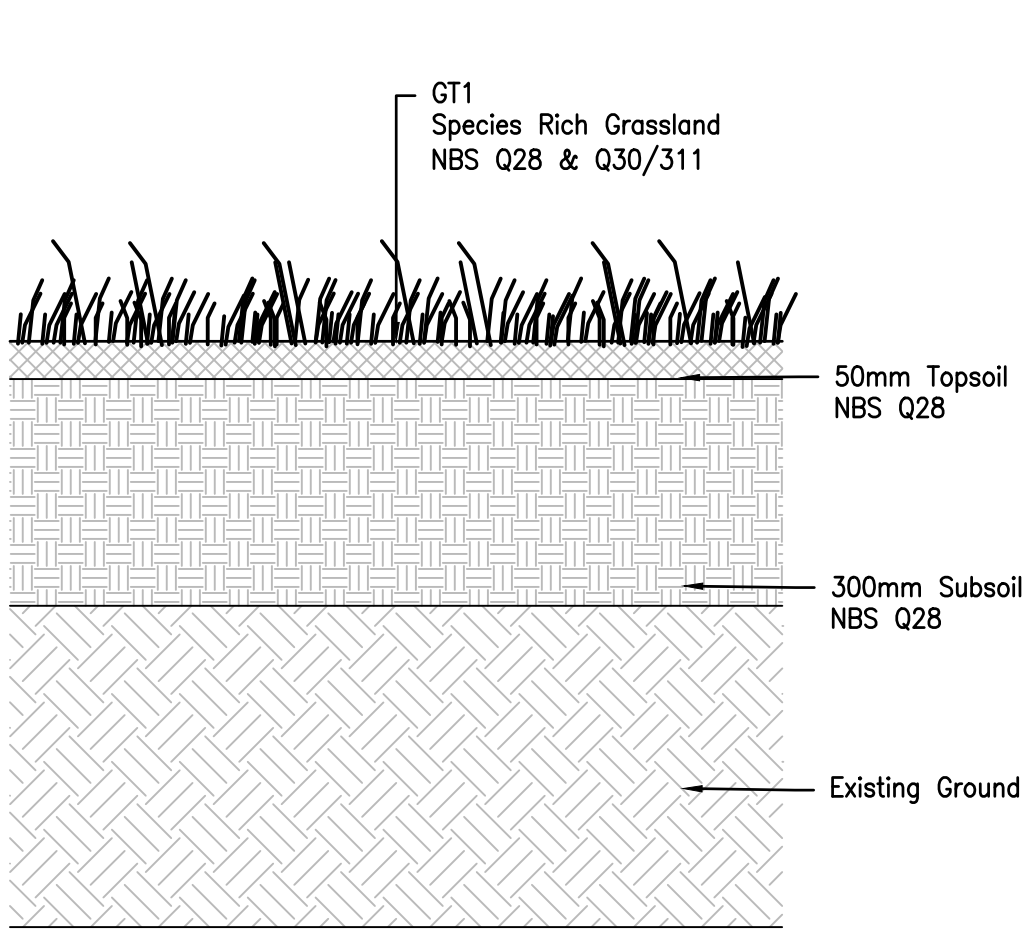 GT1
Species Rich Grassland
NBS Q28 & Q30/311
50mm Topsoil
NBS Q28
300mm Subsoil
NBS Q28
Existing Ground